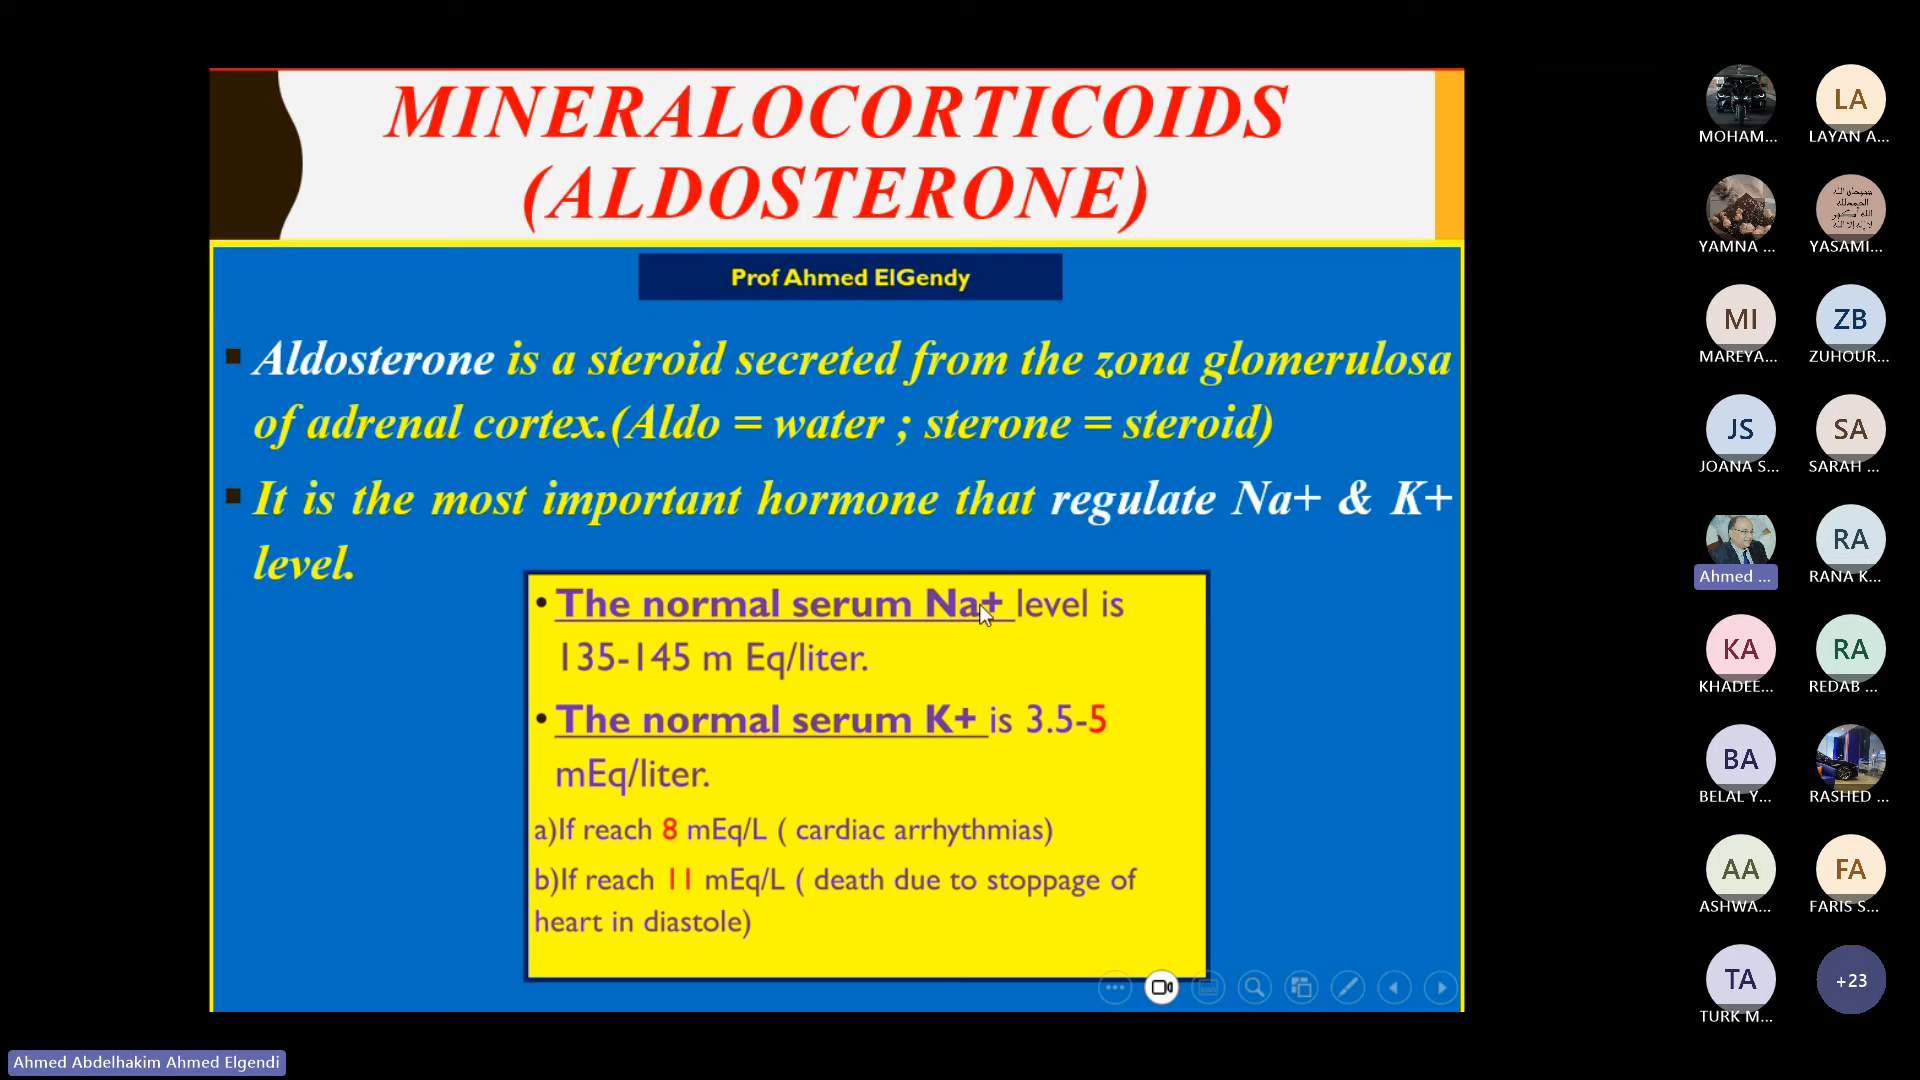 MINERALOCORTICOIDS
(ALDOSTERONE)
Prof Ahmed ElGendy
▪ Aldosterone is a steroid secreted from the zona glomerulosa
of adrenal cortex.(Aldo = water ; sterone = steroid)
▪ It is the most important hormone that regulate Na+ & K+
level.
• The normal serum Na+ level is
135-145 m Eq/liter.
• The normal serum K+ is 3.5-5
mEq/liter.
a)If reach 8 mEq/L ( cardiac arrhythmias)
b)If reach 11 mEq/L ( death due to stoppage of
heart in diastole)
LA
MOHAM... LAYAN A...
YAMNA ... YASAMI...
MI ZB
MAREYA... ZUHOUR...
JS SA
JOANA S... SARAH ...
RA
Ahmed ... RANA K...
KA RA
KHADEE... REDAB ...
BA
BELAL Y... RASHED ...
AA FA
ASHWA... FARIS S...
TA +23
TURK M...
Ahmed Abdelhakim Ahmed Elgendi